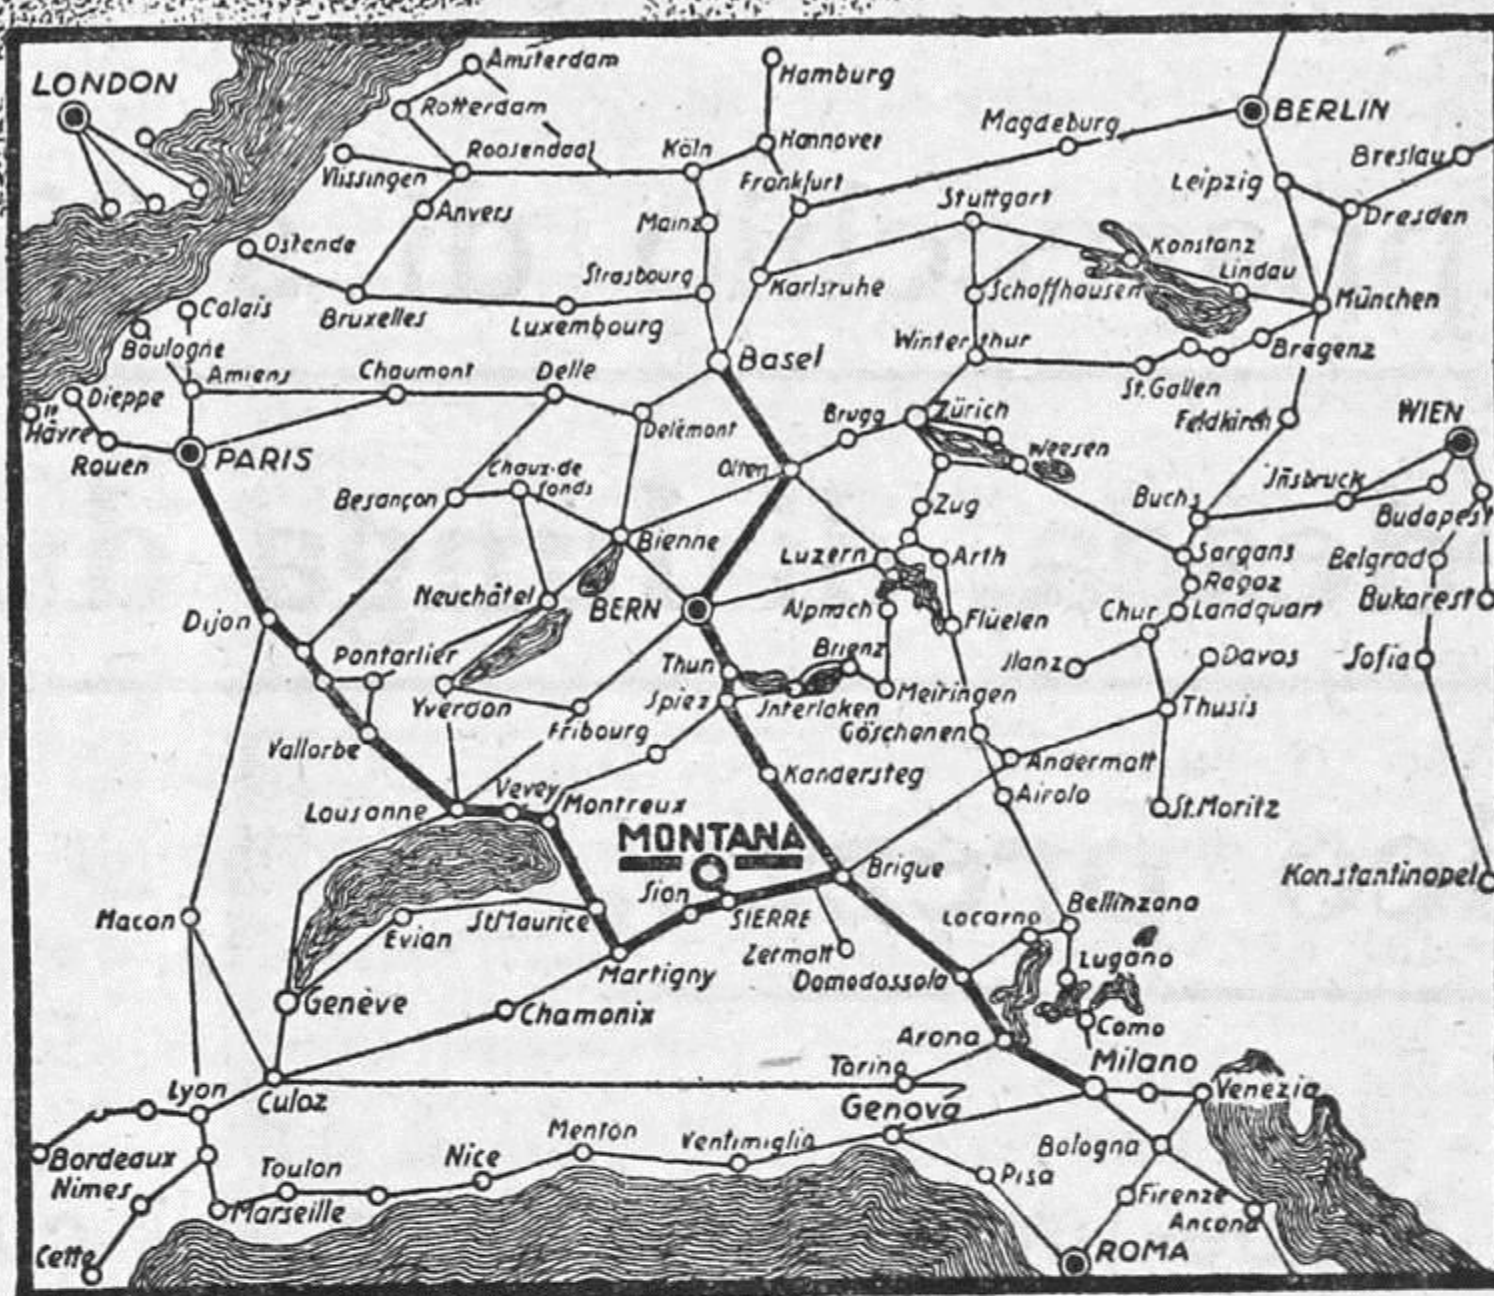 Amsterdam
Hamburg
LONDON
Rotterdam
BERLIN
Magdeburg
Hannover
Roosendaal
Köln
Breslau
Vlissingen
Frankfurt
Leipzig
Stuttgart
Anvers
Dresden
Mainz
Ostende
Konstanz
Lindau
Strasbourg
Karlsruhe
Schaffhausen
München
Calais
Bruxelles
Luxembourg
Boulogne
Winterthur
Bregenz
Basel
Amiens
Chaumont
Delle
St.Gallen
Dieppe
Brugg
Zürich
Feldkirch
WIEN
Hâvre
Delémont
Rouen
PARIS
Olten
Weesen
Chaux-de
fonds
Besançon
Jnsbruck
Buchs
Zug
Budapest
Bienne
Luzern
Arth
Sargans
Belgrad
Ragaz
Neuchâtel
BERN
Alpnach
Chur
Landquart
Bukarest
Dijon
Flüelen
Pontarlier
Thun
Brienz
Jlanz
Davos
Sofia
Yverdon
Spiez
Jnterlaken
Meiringen
Thusis
Fribourg
Göschenen
Vallorbe
Kandersteg
Andermatt
Airolo
Lausanne
Vevey
Montreux
St.Moritz
MONTANA
Brigue
Konstantinopel
Sion
SIERRE
Locarno
Bellinzona
Macon
Evian
St.Maurice
Zermatt
Lugano
Martigny
Domodossola
Genève
Chamonix
Como
Arona
Torino
Milano
Lyon
Culoz
Venezia
Genova
Menton
Ventimiglia
Bologna
Bordeaux
Nice
Toulon
Pisa
Nimes
Firenze
Marseille
Ancona
Cette
ROMA